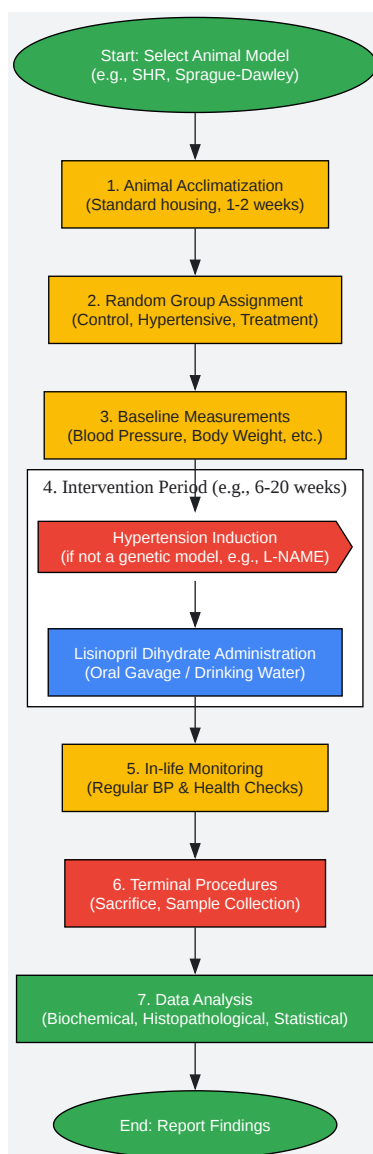 Start: Select Animal Model
(e.g., SHR, Sprague-Dawley)
1. Animal Acclimatization
(Standard housing, 1-2 weeks)
2. Random Group Assignment
(Control, Hypertensive, Treatment)
3. Baseline Measurements
(Blood Pressure, Body Weight, etc.)
4. Intervention Period (e.g., 6-20 weeks)
Hypertension Induction
(if not a genetic model, e.g., L-NAME)
Lisinopril Dihydrate Administration
(Oral Gavage / Drinking Water)
5. In-life Monitoring
(Regular BP & Health Checks)
6. Terminal Procedures
(Sacrifice, Sample Collection)
7. Data Analysis
(Biochemical, Histopathological, Statistical)
End: Report Findings